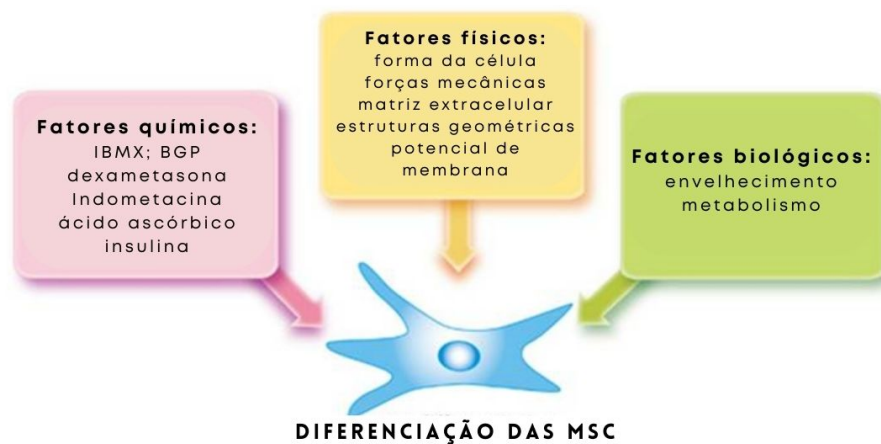 Fatores químicos:
IBMX; BGP
dexametasona
Indometacina
ácido ascórbico
insulina
Fatores físicos:
forma da célula
forças mecânicas
matriz extracelular
estruturas geométricas
potencial de
membrana
Fatores biológicos:
envelhecimento
metabolismo
DIFERENCIAÇÃO DAS MSC